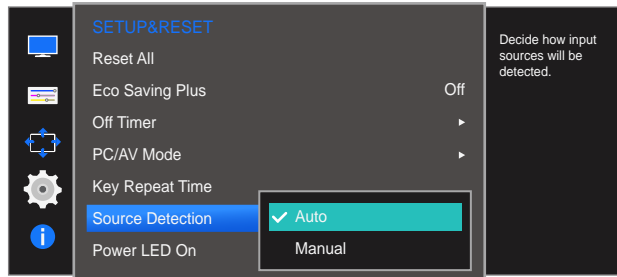 SETUP&RESET
Reset All
Eco Saving Plus Off
Off Timer
PC/AV Mode
Key Repeat Time
Source Detection Auto
Power LED On Manual
Decide how input
sources will be
detected.